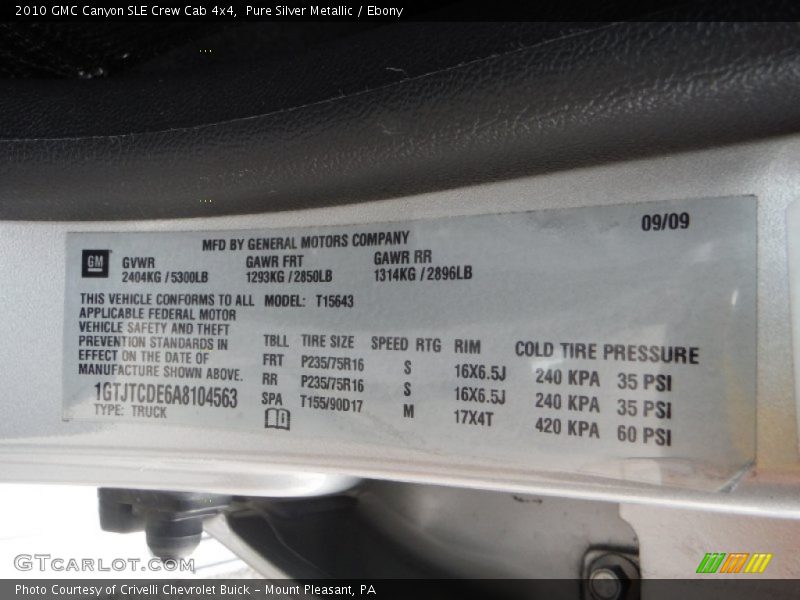 2010 GMC Canyon SLE Crew Cab 4x4, Pure Silver Metallic / Ebony
09/09
MFD BY GENERAL MOTORS COMPANY
GM GVWR GAWR FRT GAWR RR
2404KG / 5300LB 1293KG / 2850LB 1314KG / 2896LB
THIS VEHICLE CONFORMS TO ALL MODEL: T15643
APPLICABLE FEDERAL MOTOR
VEHICLE SAFETY AND THEFT
PREVENTION STANDARDS IN
EFFECT ON THE DATE OF
MANUFACTURE SHOWN ABOVE.
1GTJTCDE6A8104563
TYPE: TRUCK
TBLL TIRE SIZE SPEED RTG RIM COLD TIRE PRESSURE
FRT P235/75R16 S 16X6.5J 240 KPA 35 PSI
RR P235/75R16 S 16X6.5J 240 KPA 35 PSI
SPA T155/90D17 M 17X4T 420 KPA 60 PSI
GTCarLot.com
Photo Courtesy of Crivelli Chevrolet Buick - Mount Pleasant, PA